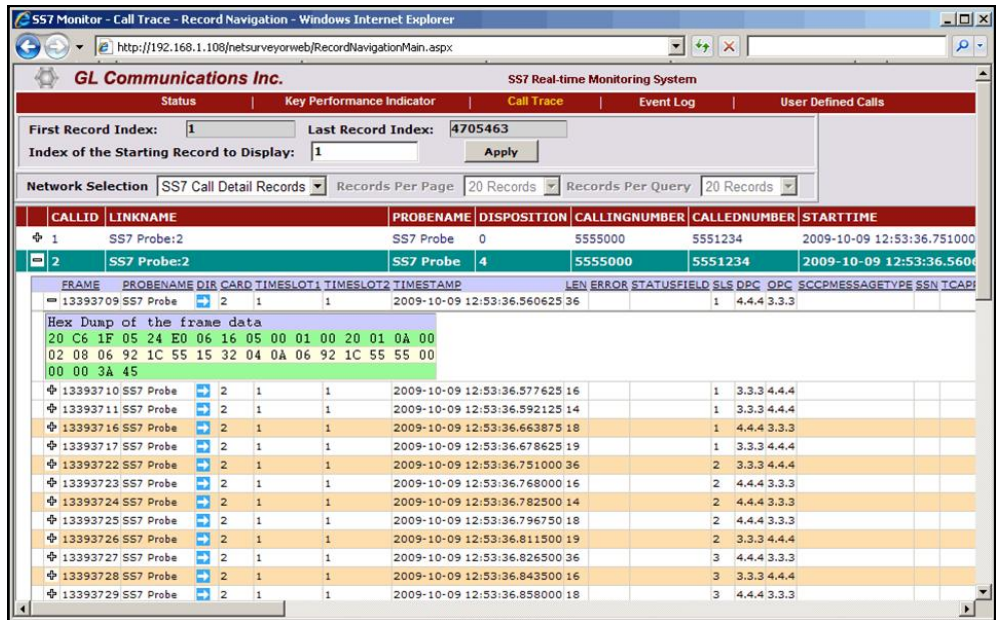 SS7 Monitor - Call Trace - Record Navigation - Windows Internet Explorer
http://192.168.1.108/netsurveyorweb/RecordNavigationMain.aspx
GL Communications Inc. SS7 Real-time Monitoring System
Status | Key Performance Indicator | Call Trace | Event Log | User Defined Calls
First Record Index: 1 Last Record Index: 4705463
Index of the Starting Record to Display: 1 Apply
Network Selection SS7 Call Detail Records Records Per Page 20 Records Records Per Query 20 Records
CALLID LINKNAME PROBENAME DISPOSITION CALLINGNUMBER CALLEDNUMBER STARTTIME
1 SS7 Probe:2 SS7 Probe 0 5555000 5551234 2009-10-09 12:53:36.751000
2 SS7 Probe:2 SS7 Probe 4 5555000 5551234 2009-10-09 12:53:36.560
FRAME PROBENAME DIR CARD TIMESLOT1 TIMESLOT2 TIMESTAMP LEN ERROR STATUSFIELD SLS DPC OPC SCCPMESSAGETYPE SSN TCAPP
13393709 SS7 Probe 2 1 1 2009-10-09 12:53:36.560625 36 1 4.4.4 3.3.3
Hex Dump of the frame data
20 C6 1F 05 24 E0 06 16 05 00 01 00 20 01 0A 00
02 08 06 92 1C 55 15 32 04 0A 06 92 1C 55 55 00
00 00 3A 45
13393710 SS7 Probe 2 1 1 2009-10-09 12:53:36.577625 16 1 3.3.3 4.4.4
13393711 SS7 Probe 2 1 1 2009-10-09 12:53:36.592125 14 1 3.3.3 4.4.4
13393716 SS7 Probe 2 1 1 2009-10-09 12:53:36.663875 18 1 4.4.4 3.3.3
13393717 SS7 Probe 2 1 1 2009-10-09 12:53:36.678625 19 1 3.3.3 4.4.4
13393722 SS7 Probe 2 1 1 2009-10-09 12:53:36.751000 36 2 3.3.3 4.4.4
13393723 SS7 Probe 2 1 1 2009-10-09 12:53:36.768000 16 2 4.4.4 3.3.3
13393724 SS7 Probe 2 1 1 2009-10-09 12:53:36.782500 14 2 4.4.4 3.3.3
13393725 SS7 Probe 2 1 1 2009-10-09 12:53:36.796750 18 2 4.4.4 3.3.3
13393726 SS7 Probe 2 1 1 2009-10-09 12:53:36.811500 19 2 3.3.3 4.4.4
13393727 SS7 Probe 2 1 1 2009-10-09 12:53:36.826500 36 3 4.4.4 3.3.3
13393728 SS7 Probe 2 1 1 2009-10-09 12:53:36.843500 16 3 3.3.3 4.4.4
13393729 SS7 Probe 2 1 1 2009-10-09 12:53:36.858000 18 3 4.4.4 3.3.3